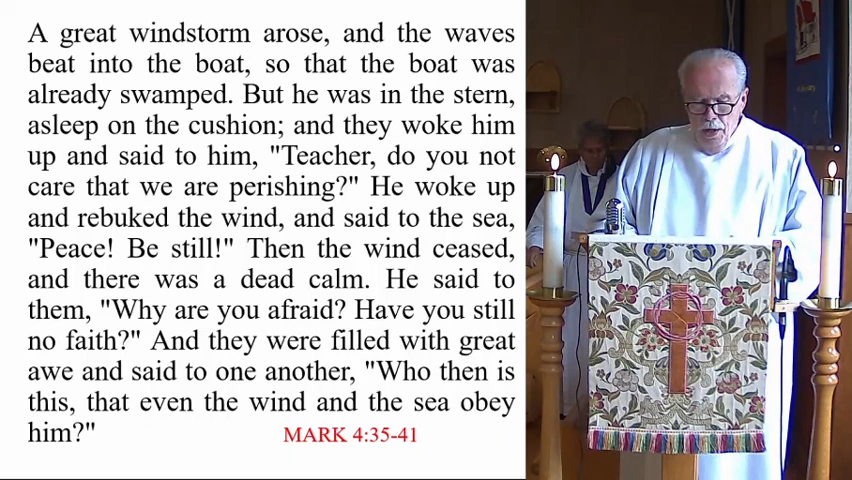 A great windstorm arose, and the waves
beat into the boat, so that the boat was
already swamped. But he was in the stern,
asleep on the cushion; and they woke him
up and said to him, "Teacher, do you not
care that we are perishing?" He woke up
and rebuked the wind, and said to the sea,
"Peace! Be still!" Then the wind ceased,
and there was a dead calm. He said to
them, "Why are you afraid? Have you still
no faith?" And they were filled with great
awe and said to one another, "Who then is
this, that even the wind and the sea obey
him?"
MARK 4:35-41